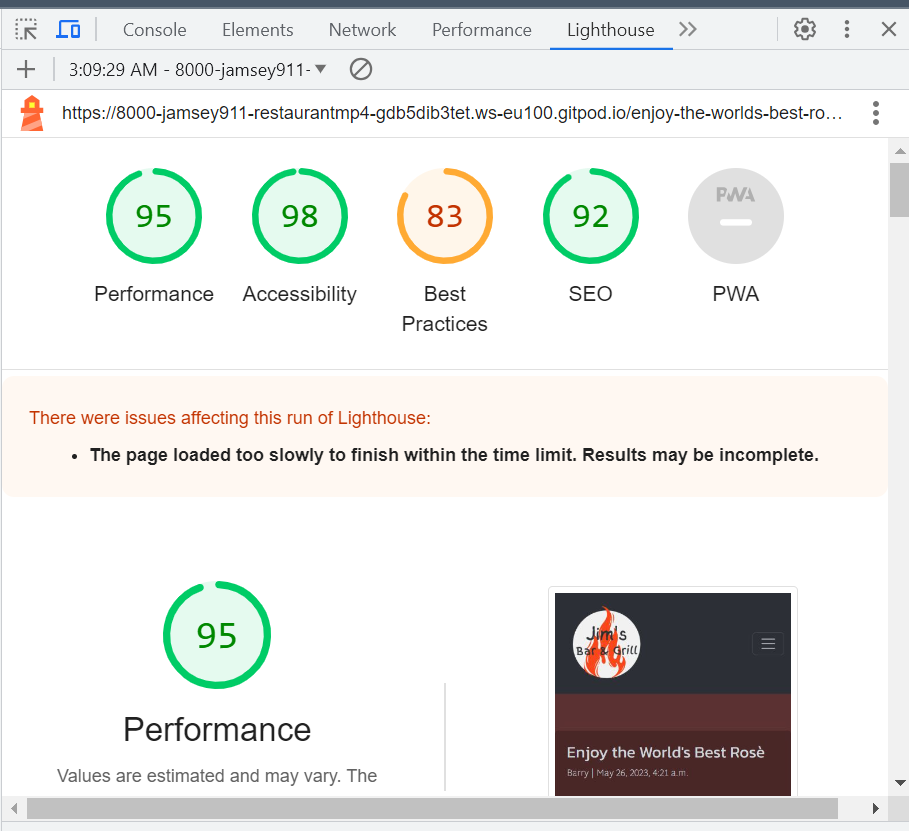 Console Elements Network Performance Lighthouse
3:09:29 AM - 8000-jamsey911-
https://8000-jamsey911-restaurantmp4-gdb5dib3tet.ws-eu100.gitpod.io/enjoy-the-worlds-best-ro…
95 98 83 92 PWA
Performance Accessibility Best Practices SEO PWA
There were issues affecting this run of Lighthouse:
• The page loaded too slowly to finish within the time limit. Results may be incomplete.
95
Performance
Values are estimated and may vary. The
Jim's
Bar & Grill
Enjoy the World's Best Rosè
Barry | May 26, 2023, 4:21 a.m.